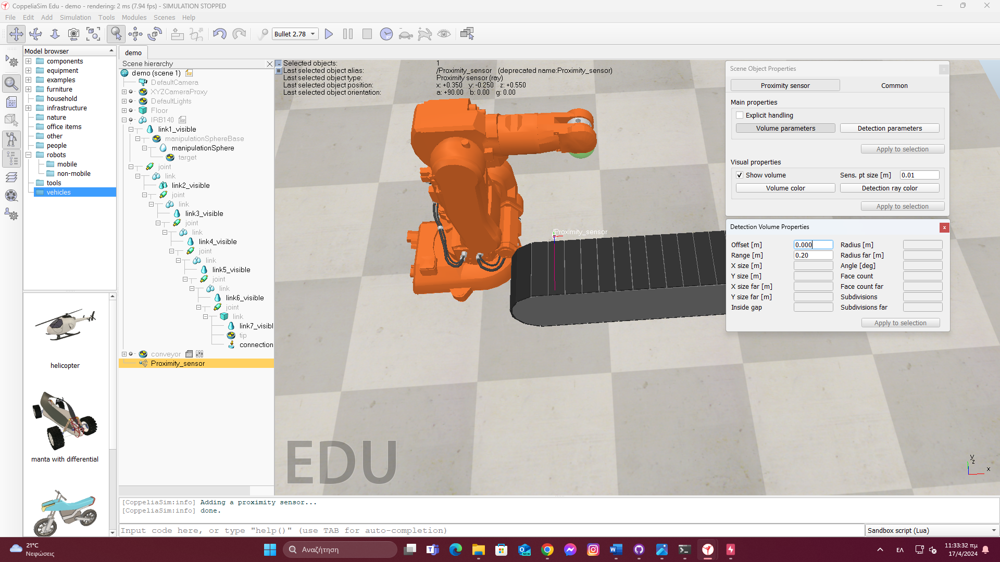 CoppeliaSim Edu - demo - rendering: 2 ms (7.94 fps) - SIMULATION STOPPED
File Edit Add Simulation Tools Modules Scenes Help
Bullet 2.78
Model browser
components
equipment
examples
furniture
household
infrastructure
nature
office items
other
people
robots
mobile
non-mobile
tools
vehicles
helicopter
manta with differential
demo
Scene hierarchy
demo (scene 1)
DefaultCamera
XYZCameraProxy
DefaultLights
Floor
IRB140
link1_visible
manipulationSphereBase
manipulationSphere
target
joint
link
link2_visible
joint
link
link3_visible
joint
link
link4_visible
joint
link
link5_visible
joint
link
link6_visible
joint
link
link7_visibl
tip
connection
conveyor
Proximity_sensor
Selected objects: 1
Last selected object alias: /Proximity_sensor (deprecated name:Proximity_sensor)
Last selected object type: Proximity sensor (ray)
Last selected object position: x: +0.350 y: -0.250 z: +0.550
Last selected object orientation: a: +90.00 b: 0.00 g: 0.00
/Proximity_sensor
EDU
y
z
x
Scene Object Properties
Proximity sensor Common
Main properties
Explicit handling
Volume parameters Detection parameters
Apply to selection
Visual properties
Show volume Sens. pt size [m] 0.01
Volume color Detection ray color
Apply to selection
Detection Volume Properties x
Offset [m] 0.000 Radius [m]
Range [m] 0.20 Radius far [m]
X size [m] Angle [deg]
Y size [m] Face count
X size far [m] Face count far
Y size far [m] Subdivisions
Inside gap Subdivisions far
Apply to selection
[CoppeliaSim:info] Adding a proximity sensor...
[CoppeliaSim:info] done.
Input code here, or type "help()" (use TAB for auto-completion)
Sandbox script (Lua)
21°C
Νεφώσεις
Αναζήτηση
NEW
ΕΛ
11:33:32 πμ
17/4/2024